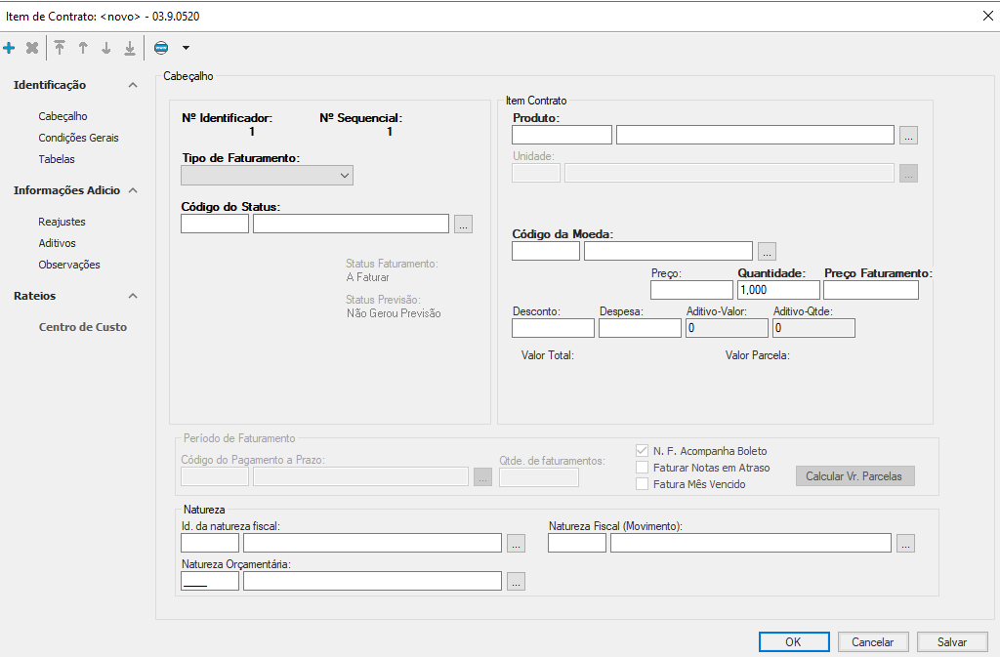 Item de Contrato: <novo> - 03.9.0520
www
Identificação
Cabeçalho
Condições Gerais
Tabelas
Informações Adicio
Reajustes
Aditivos
Observações
Rateios
Centro de Custo
Cabeçalho
Nº Identificador: Nº Sequencial:
1 1
Tipo de Faturamento:
Código do Status:
...
Status Faturamento:
A Faturar
Status Previsão:
Não Gerou Previsão
Item Contrato
Produto:
...
Unidade:
...
Código da Moeda:
...
Preço: Quantidade: Preço Faturamento:
1,000
Desconto: Despesa: Aditivo-Valor: Aditivo-Qtde:
0 0
Valor Total: Valor Parcela:
Período de Faturamento
Código do Pagamento a Prazo: Qtde. de faturamentos:
...
N. F. Acompanha Boleto
Faturar Notas em Atraso
Fatura Mês Vencido
Calcular Vr. Parcelas
Natureza
Id. da natureza fiscal: Natureza Fiscal (Movimento):
... ...
Natureza Orçamentária:
____ ...
OK Cancelar Salvar